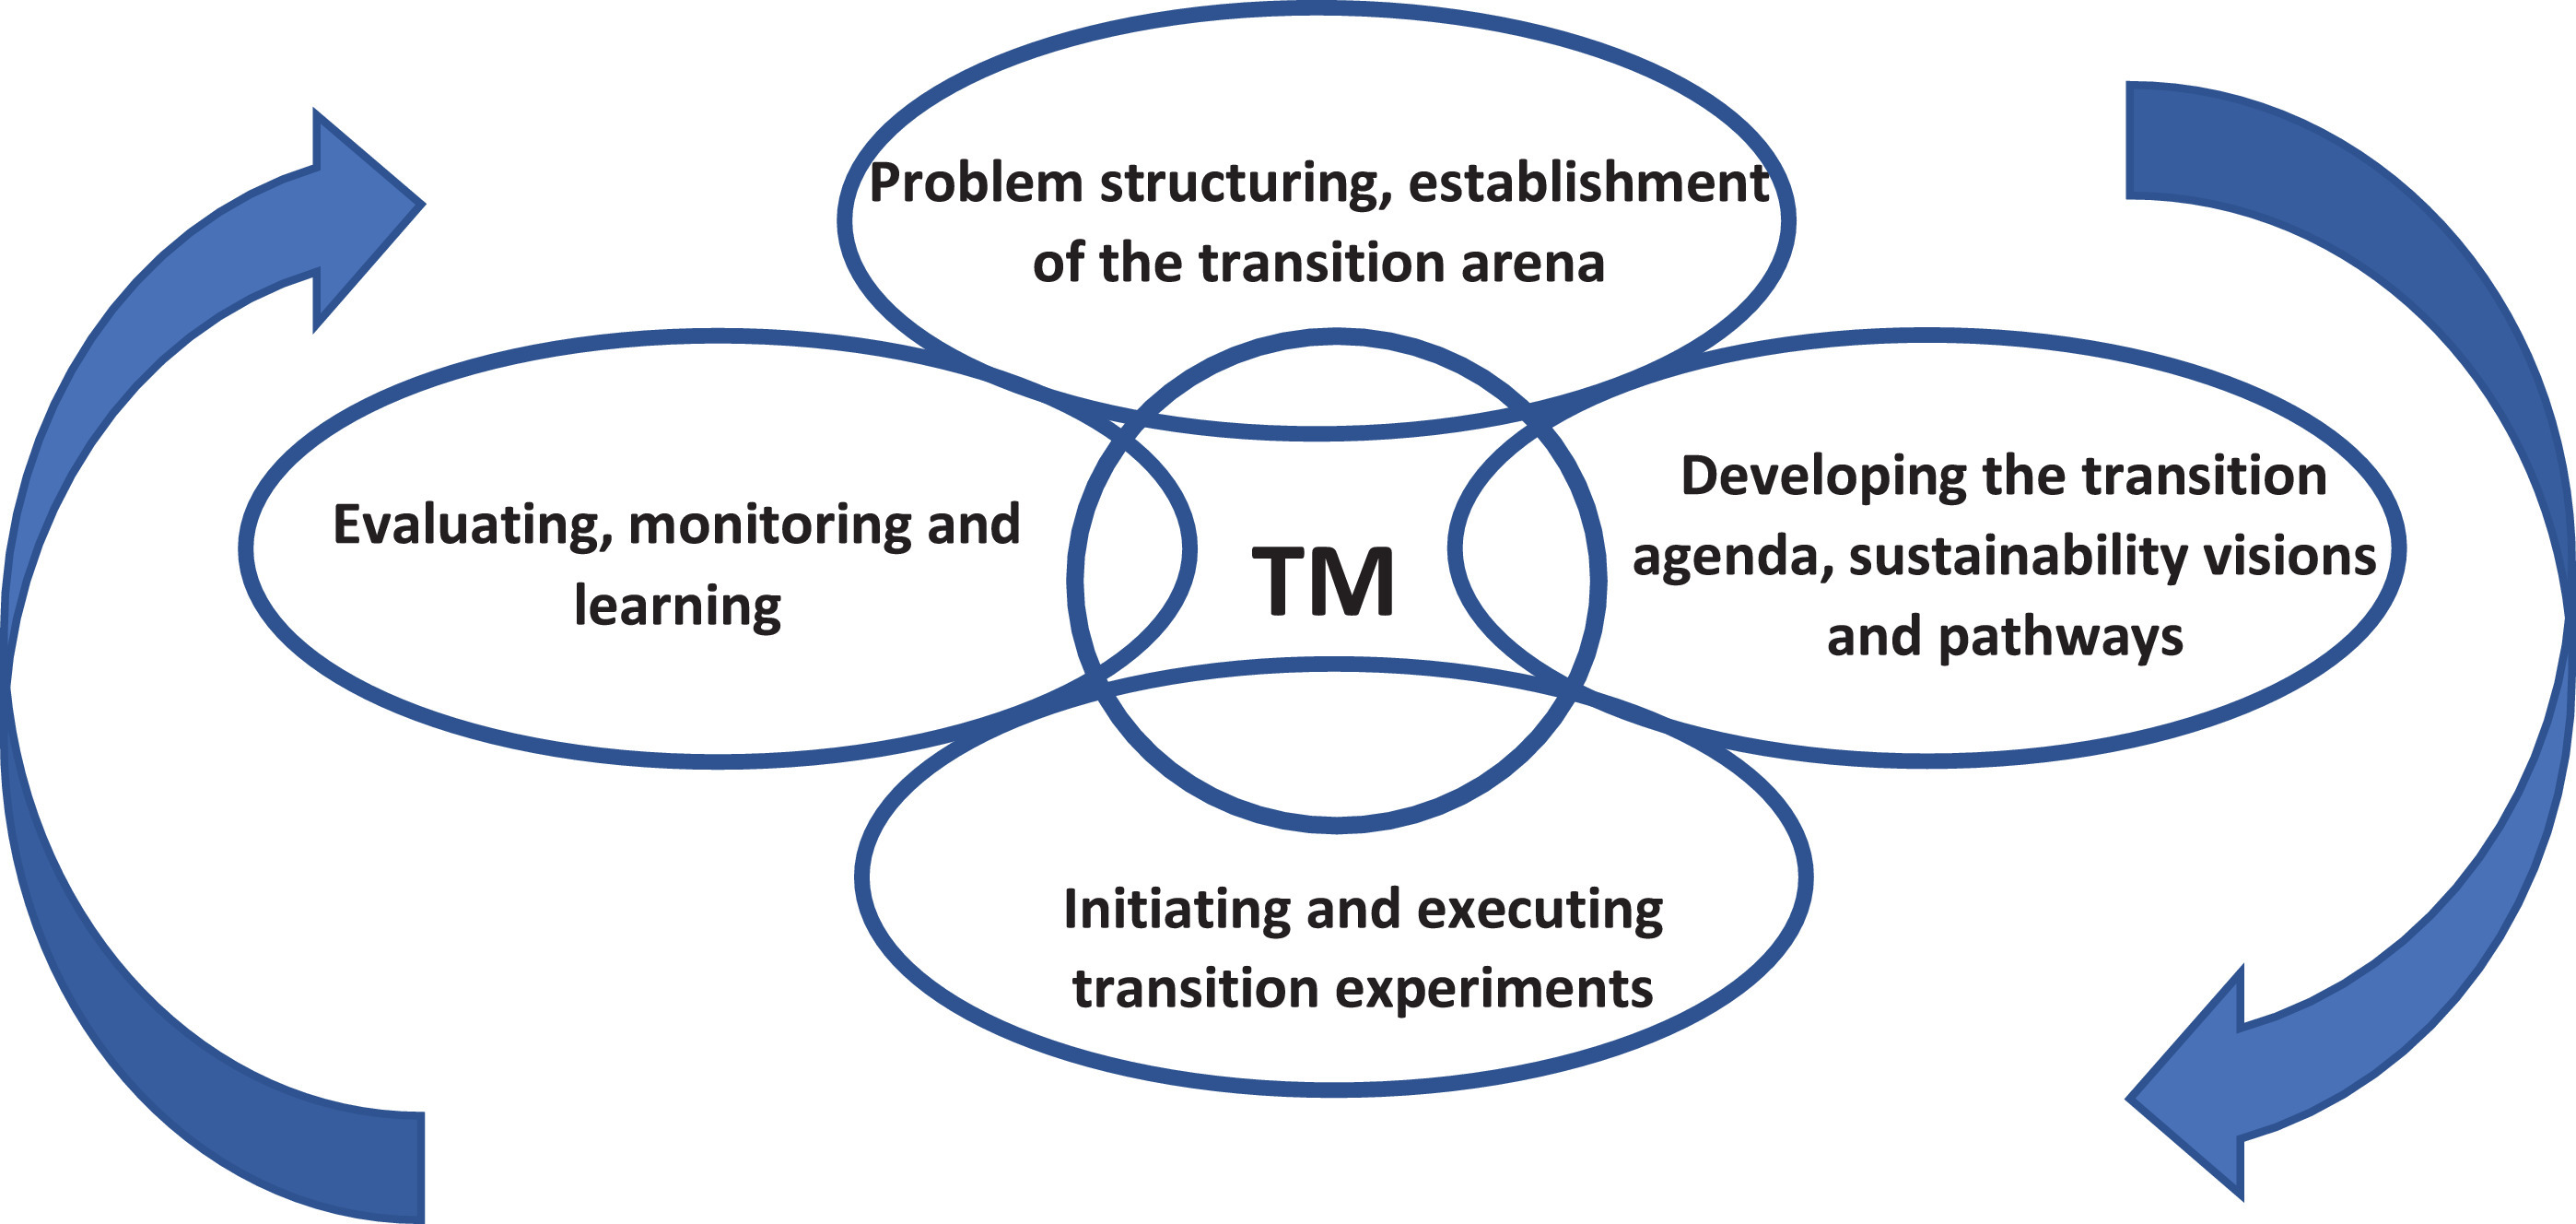 Problem structuring, establishment
of the transition arena
Evaluating, monitoring and
learning
TM
Developing the transition
agenda, sustainability visions
and pathways
Initiating and executing
transition experiments